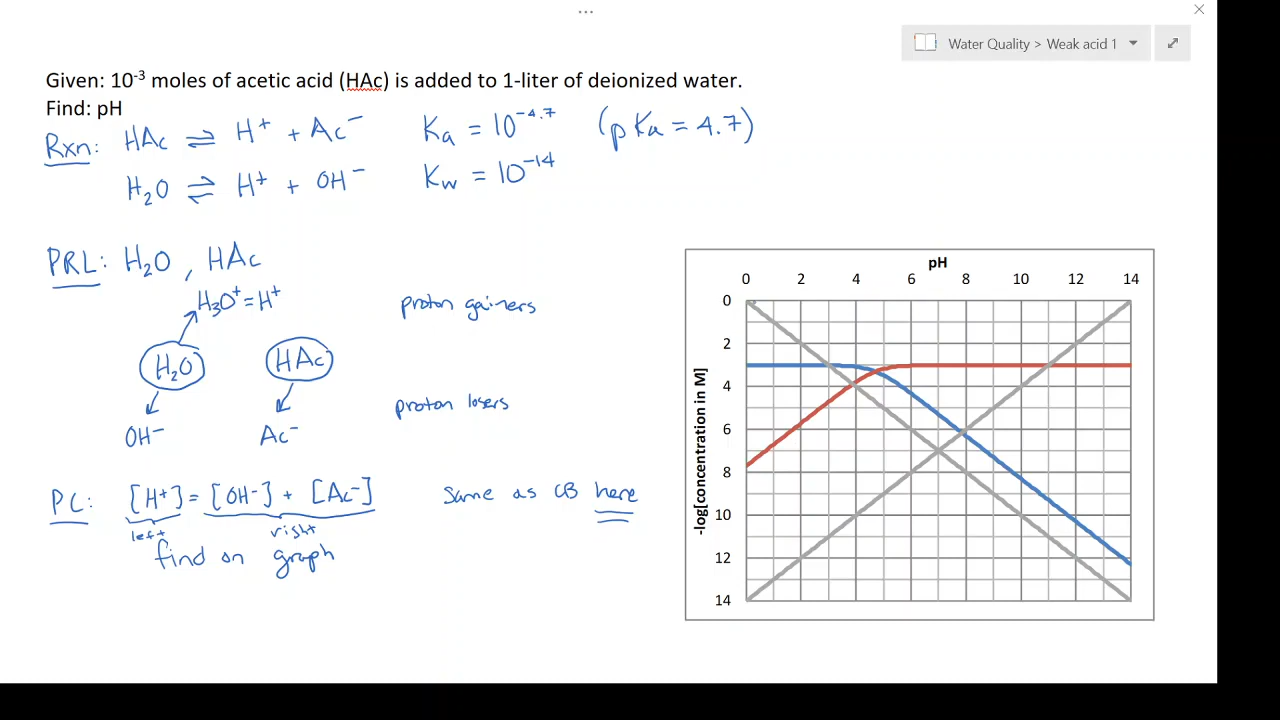 ...
Water Quality > Weak acid 1
Given: 10⁻³ moles of acetic acid (HAc) is added to 1-liter of deionized water.
Find: pH
Rxn: HAc ⇌ H⁺ + Ac⁻ Ka = 10⁻⁴·⁷ (pKa = 4.7)
H₂O ⇌ H⁺ + OH⁻ Kw = 10⁻¹⁴
PRL: H₂O , HAc
H₃O⁺ = H⁺ proton gainers
H₂O HAc
proton losers
OH⁻ Ac⁻
PC: [H⁺] = [OH⁻] + [Ac⁻] Same as CB here
left right
find on graph
pH
0 2 4 6 8 10 12 14
-log[concentration in M]
0
2
4
6
8
10
12
14